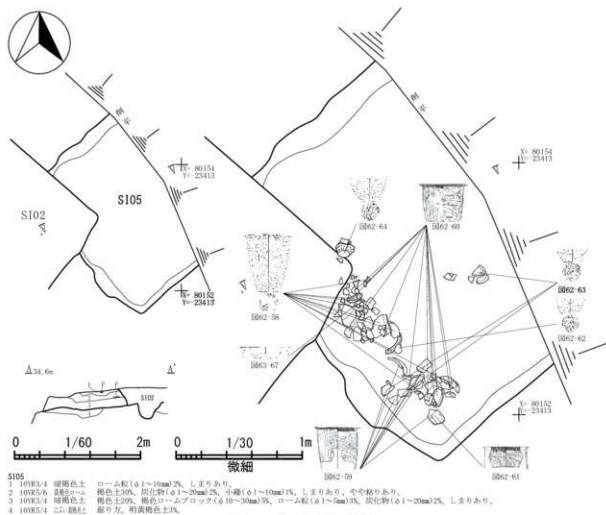 削平
削平
X= 80154
Y=-23413
X= 80154
Y=-23413
SI05
SI02
図62-64
図62-60
図62-58
図62-63
図62-62
X= 80152
Y=-23413
図63-67
X= 80152
Y=-23413
A 34.6m A'
SI02
0 1/60 2m
0 1/30 1m
微細
図62-59
図62-61
SI05
1 10YR3/4 暗褐色土 ローム粒(φ1～10mm)2%、しまりあり。
2 10YR5/6 黄褐色ローム 褐色土30%、炭化物(φ1～20mm)2%、小礫(φ1～10mm)1%、しまりあり、やや粘りあり。
3 10YR3/4 暗褐色土 褐色土20%、褐色ロームブロック(φ10～30mm)5%、ローム粒(φ1～5mm)3%、炭化物(φ1～20mm)2%、しまりあり。
4 10YR5/4 にぶい黄褐色土 掘り方。明黄褐色土3%。